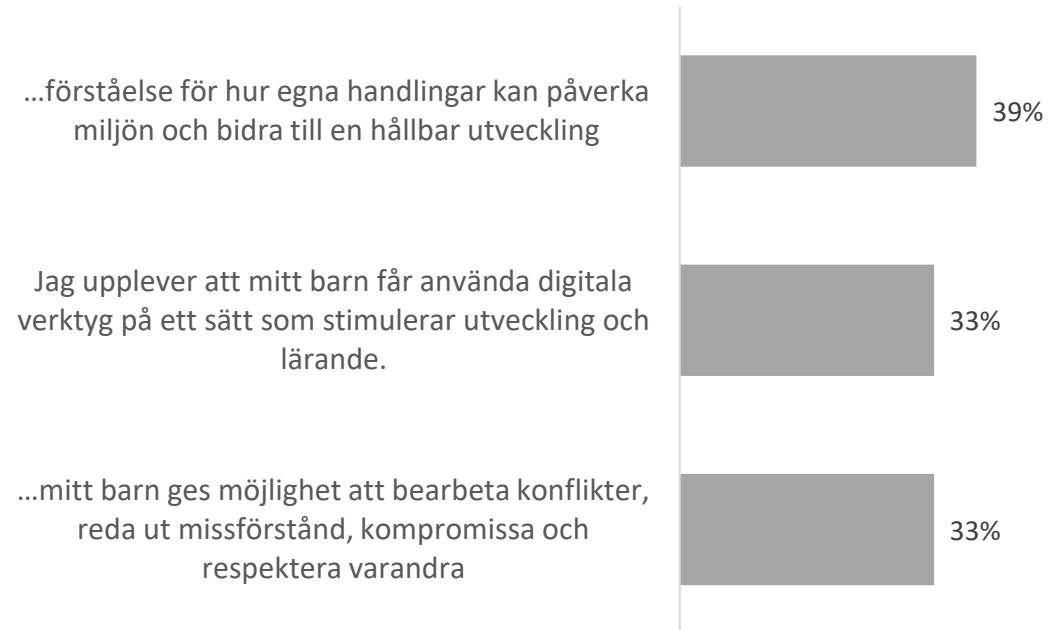 …förståelse för hur egna handlingar kan påverka
miljön och bidra till en hållbar utveckling
39%
Jag upplever att mitt barn får använda digitala
verktyg på ett sätt som stimulerar utveckling och
lärande.
33%
…mitt barn ges möjlighet att bearbeta konflikter,
reda ut missförstånd, kompromissa och
respektera varandra
33%